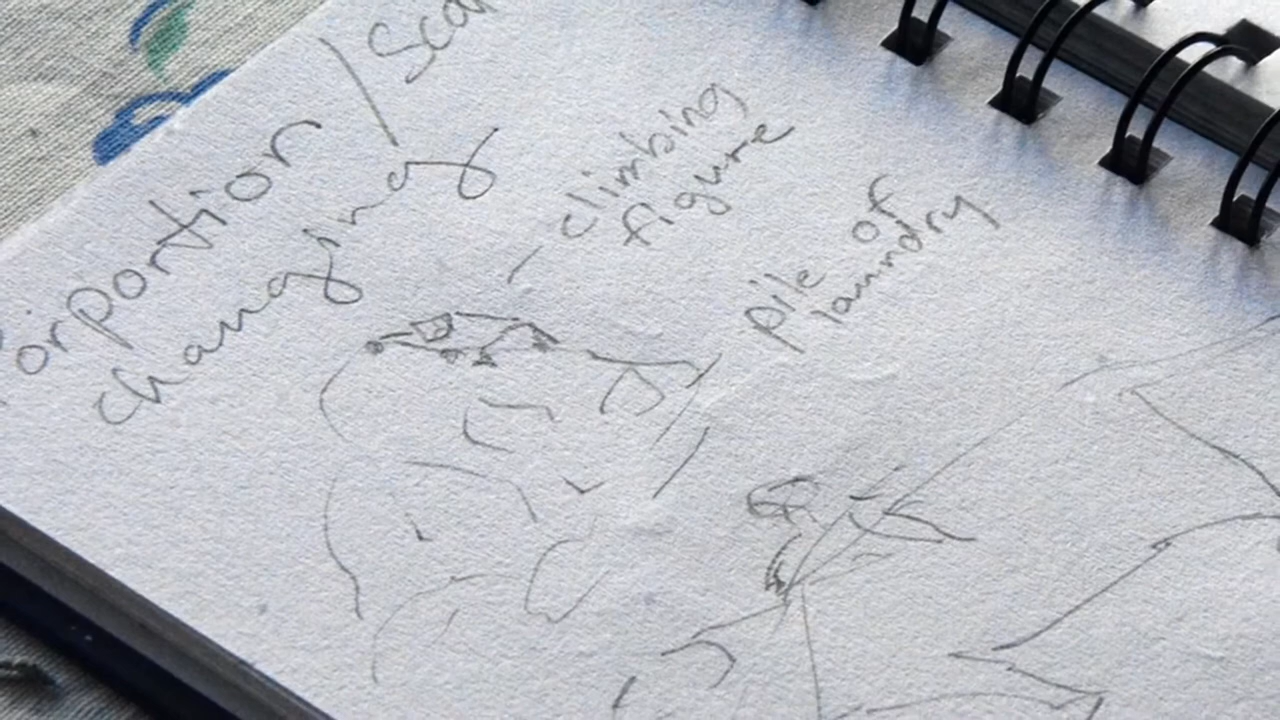 orportion / Sca
changing
climbing
figure
pile of
laundry